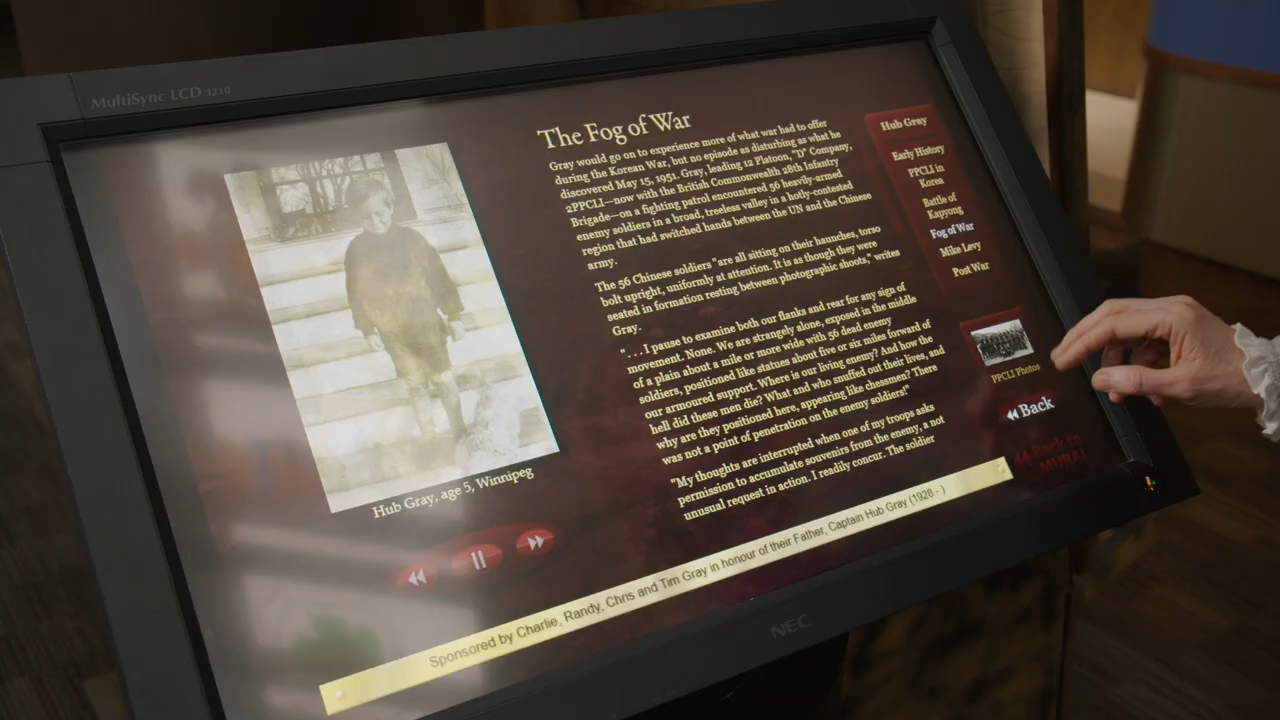 MultiSync LCD 3210
The Fog of War
Gray would go on to experience more of what war had to offer
during the Korean War, but no episode as disturbing as what he
discovered May 15, 1951. Gray, leading 12 Platoon, "D" Company,
2PPCLI—now with the British Commonwealth 28th Infantry
Brigade—on a fighting patrol encountered 56 heavily-armed
enemy soldiers in a broad, treeless valley in a hotly-contested
region that had switched hands between the UN and the Chinese
army.
The 56 Chinese soldiers "are all sitting on their haunches, torso
bolt upright, uniformly at attention. It is as though they were
seated in formation resting between photographic shoots," writes
Gray.
". . . I pause to examine both our flanks and rear for any sign of
movement. None. We are strangely alone, exposed in the middle
of a plain about a mile or more wide with 56 dead enemy
soldiers, positioned like statues about five or six miles forward of
our armoured support. Where is our living enemy? And how the
hell did these men die? What and who snuffed out their lives, and
why are they positioned here, appearing like chessmen? There
was not a point of penetration on the enemy soldiers!"
"My thoughts are interrupted when one of my troops asks
permission to accumulate souvenirs from the enemy, a not
unusual request in action. I readily concur. The soldier
Hub Gray, age 5, Winnipeg
Hub Gray
Early History
PPCLI in
Korea
Battle of
Kapyong
Fog of War
Mike Levy
Post War
PPCLI Photos
Back
Back to
MURAL
Sponsored by Charlie, Randy, Chris and Tim Gray in honour of their Father, Captain Hub Gray (1928 - )
NEC